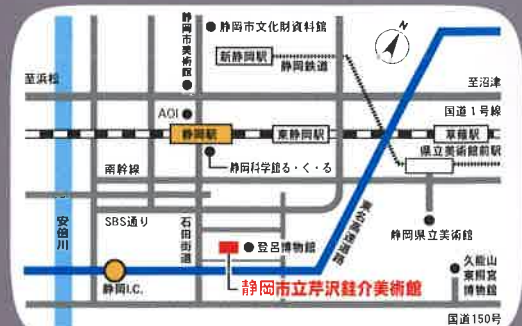 静岡市美術館
静岡市文化財資料館
N
新静岡駅
静岡鉄道
至浜松
至沼津
国道1号線
AOI
静岡駅
東静岡駅
草薙駅
県立美術館前駅
南幹線
静岡科学館る・く・る
安倍川
SBS通り
石田街道
東名高速道路
静岡県立美術館
登呂博物館
久能山
東照宮
博物館
静岡I.C.
静岡市立芹沢銈介美術館
国道150号